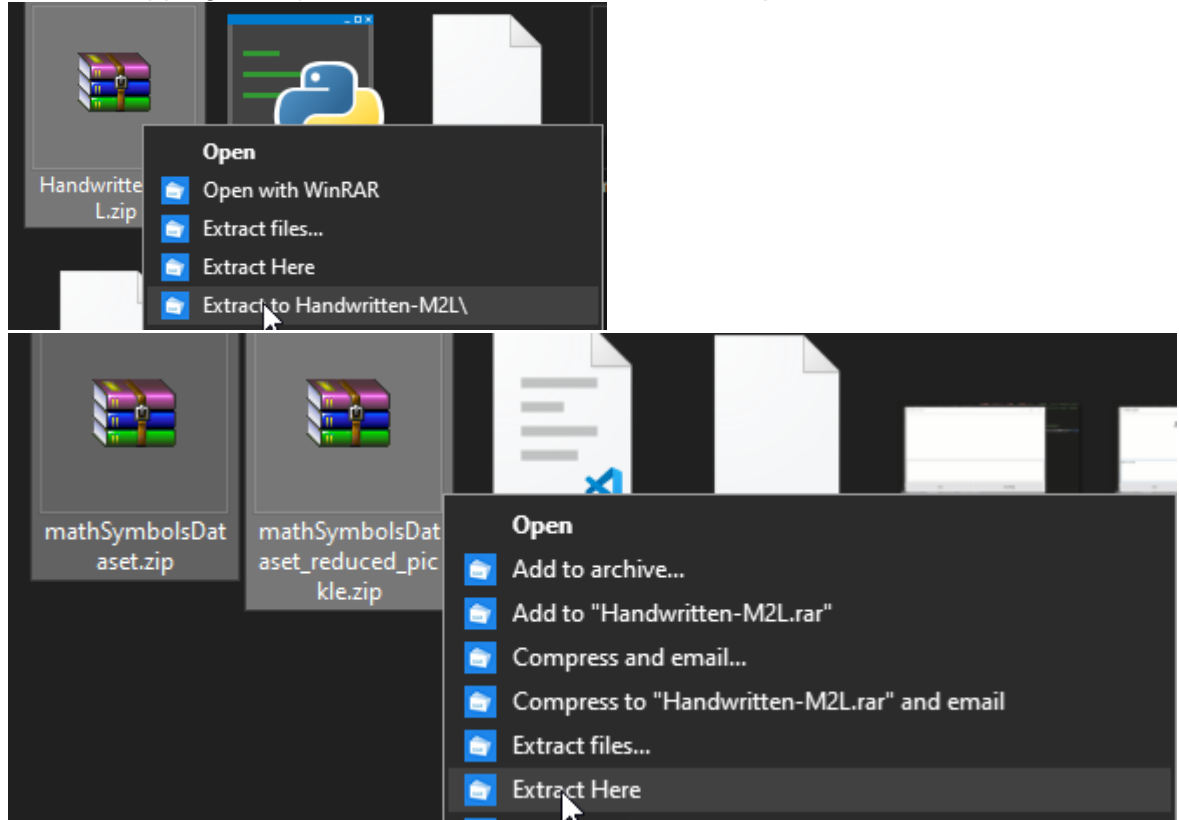 Handwritte
L.zip
Open
Open with WinRAR
Extract files...
Extract Here
Extract to Handwritten-M2L\
mathSymbolsDat
aset.zip
mathSymbolsDat
aset_reduced_pic
kle.zip
Open
Add to archive...
Add to "Handwritten-M2L.rar"
Compress and email...
Compress to "Handwritten-M2L.rar" and email
Extract files...
Extract Here